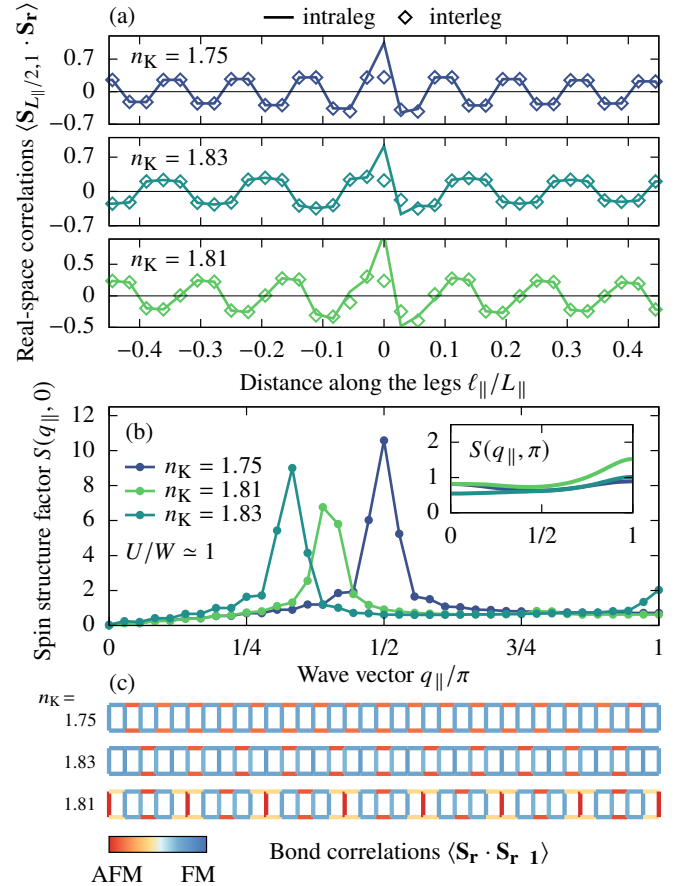 (a) intraleg interleg
Real-space correlations ⟨S_{L∥/2,1} · S_r⟩
n_K = 1.75
0.7
0
−0.7
n_K = 1.83
0.7
0
−0.7
n_K = 1.81
0.5
0
−0.5
−0.4 −0.3 −0.2 −0.1 0 0.1 0.2 0.3 0.4
Distance along the legs ℓ∥/L∥
Spin structure factor S(q∥, 0)
12
10
8
6
4
2
0
(b)
n_K = 1.75
n_K = 1.81
n_K = 1.83
U/W ≃ 1
S(q∥, π)
2
1
0
0 1/2 1
0 1/4 1/2 3/4 1
Wave vector q∥/π
(c)
n_K =
1.75
1.83
1.81
AFM FM
Bond correlations ⟨S_r · S_r 1⟩